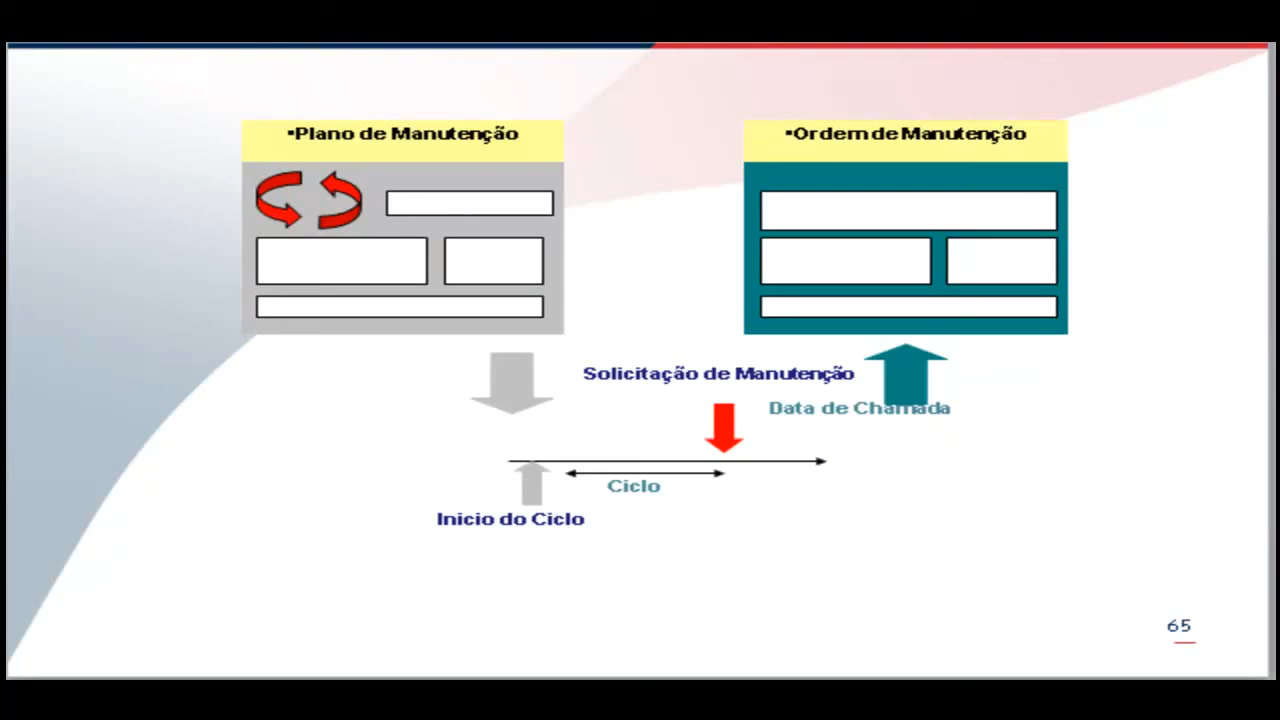 ▪Plano de Manutenção
▪Ordem de Manutenção
Solicitação de Manutenção
Data de Chamada
Ciclo
Inicio do Ciclo
65